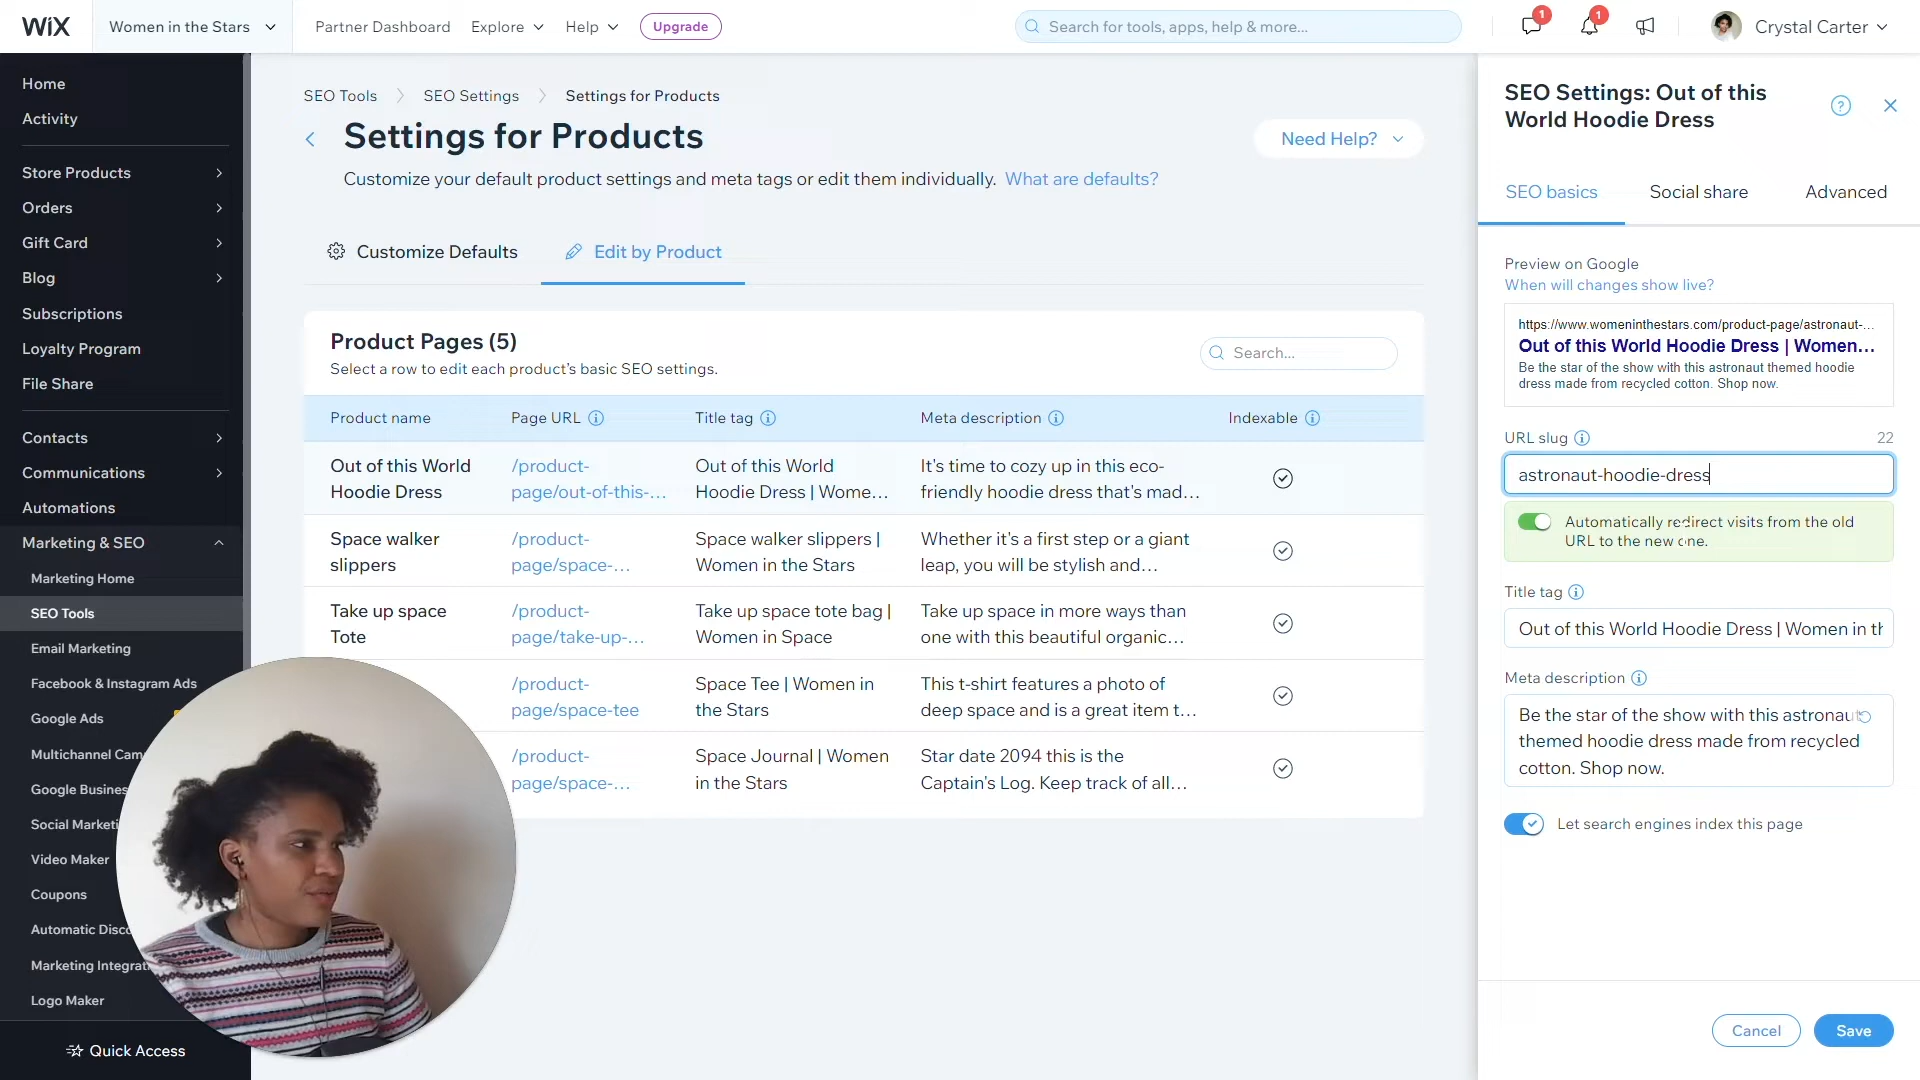 WiX
Women in the Stars
Partner Dashboard
Explore
Help
Upgrade
Search for tools, apps, help & more...
1
1
Crystal Carter
Home
Activity
Store Products
Orders
Gift Card
Blog
Subscriptions
Loyalty Program
File Share
Contacts
Communications
Automations
Marketing & SEO
Marketing Home
SEO Tools
Email Marketing
Facebook & Instagram Ads
Google Ads
Multichannel Cam
Google Busines
Social Marketi
Video Maker
Coupons
Automatic Disco
Marketing Integrati
Logo Maker
Quick Access
SEO Tools
SEO Settings
Settings for Products
Settings for Products
Need Help?
Customize your default product settings and meta tags or edit them individually. What are defaults?
Customize Defaults
Edit by Product
Product Pages (5)
Select a row to edit each product's basic SEO settings.
Search...
Product name
Page URL
Title tag
Meta description
Indexable
Out of this World
Hoodie Dress
/product-
page/out-of-this-...
Out of this World
Hoodie Dress | Wome...
It's time to cozy up in this eco-
friendly hoodie dress that's mad...
Space walker
slippers
/product-
page/space-...
Space walker slippers |
Women in the Stars
Whether it's a first step or a giant
leap, you will be stylish and...
Take up space
Tote
/product-
page/take-up-...
Take up space tote bag |
Women in Space
Take up space in more ways than
one with this beautiful organic...
/product-
page/space-tee
Space Tee | Women in
the Stars
This t-shirt features a photo of
deep space and is a great item t...
/product-
page/space-...
Space Journal | Women
in the Stars
Star date 2094 this is the
Captain's Log. Keep track of all...
SEO Settings: Out of this
World Hoodie Dress
SEO basics
Social share
Advanced
Preview on Google
When will changes show live?
https://www.womeninthestars.com/product-page/astronaut-...
Out of this World Hoodie Dress | Women...
Be the star of the show with this astronaut themed hoodie
dress made from recycled cotton. Shop now.
URL slug
22
astronaut-hoodie-dress
Automatically redirect visits from the old
URL to the new one.
Title tag
Out of this World Hoodie Dress | Women in th
Meta description
Be the star of the show with this astronaut
themed hoodie dress made from recycled
cotton. Shop now.
Let search engines index this page
Cancel
Save